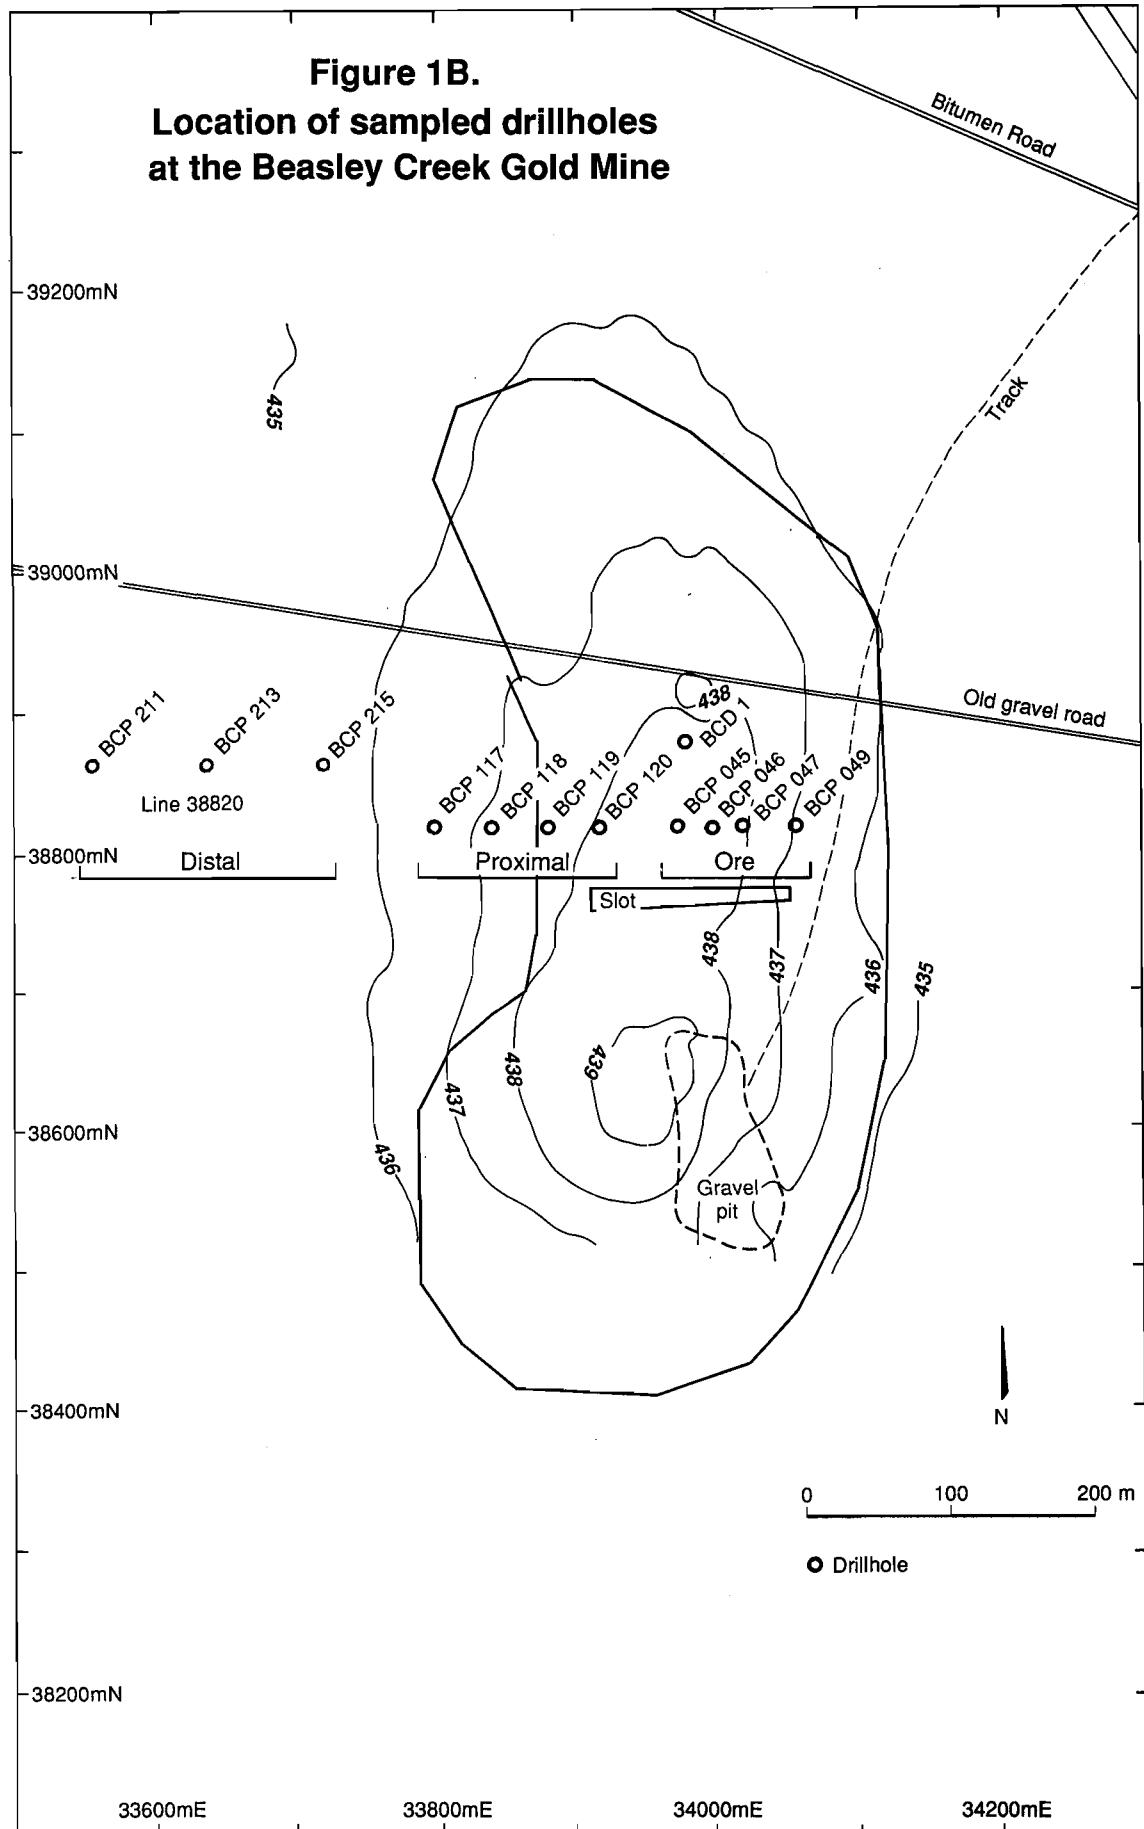 Figure 1B.
Location of sampled drillholes
at the Beasley Creek Gold Mine
Bitumen Road
39200mN
Track
435
39000mN
Old gravel road
438
BCP 211
BCP 213
BCP 215
BCD 1
BCP 117
BCP 118
BCP 119
BCP 120
BCP 045
BCP 046
BCP 047
BCP 049
Line 38820
38800mN
Distal
Proximal
Ore
Slot
438
437
436
435
439
438
437
38600mN
436
Gravel
pit
38400mN
N
0 100 200 m
Drillhole
38200mN
33600mE 33800mE 34000mE 34200mE